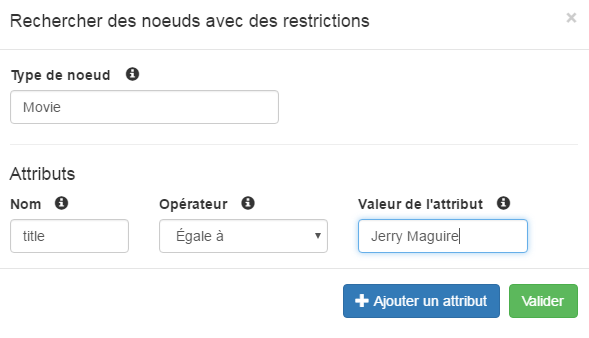 Rechercher des noeuds avec des restrictions ×
Type de noeud
Movie
Attributs
Nom Opérateur Valeur de l'attribut
title Égale à Jerry Maguire
Ajouter un attribut Valider